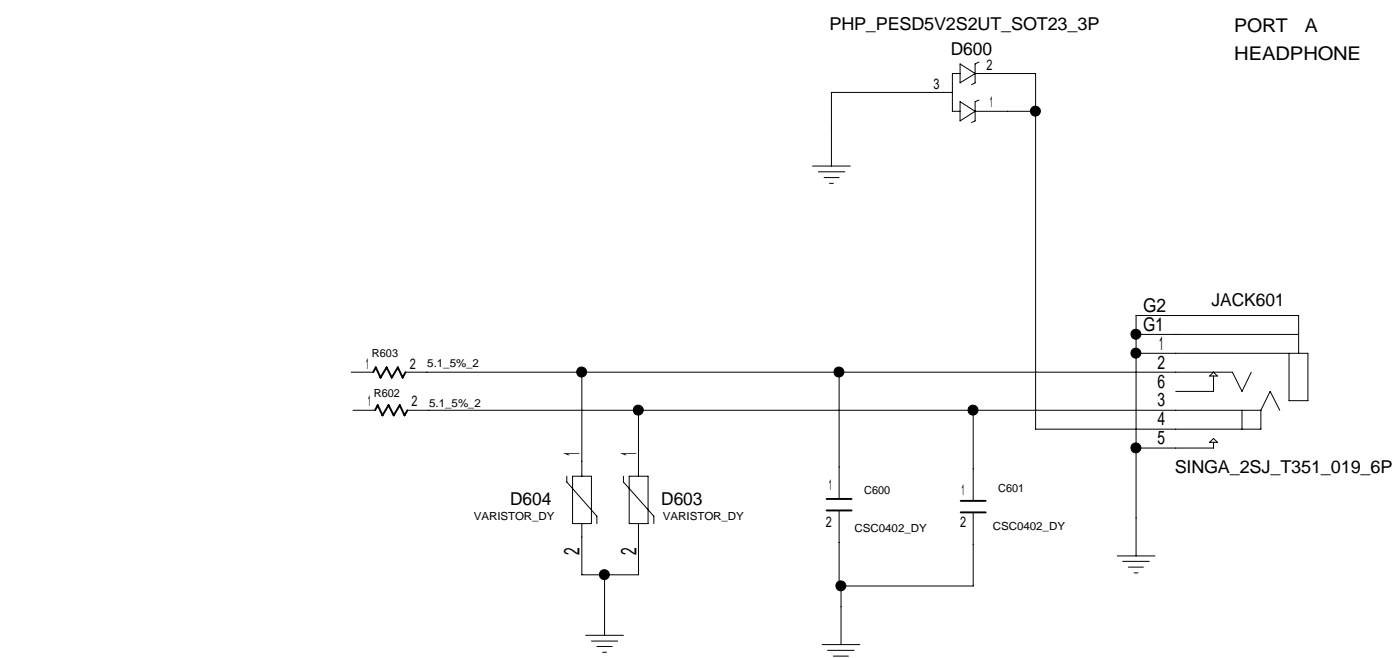 PHP_PESD5V2S2UT_SOT23_3P
PORT A
HEADPHONE
D600
2
3
1
JACK601
G2
G1
1
2
6
3
4
5
SINGA_2SJ_T351_019_6P
R603
1 2 5.1_5%_2
R602
1 2 5.1_5%_2
1
1
D604
VARISTOR_DY
D603
VARISTOR_DY
2
2
1
C600
2
CSC0402_DY
1
C601
2
CSC0402_DY